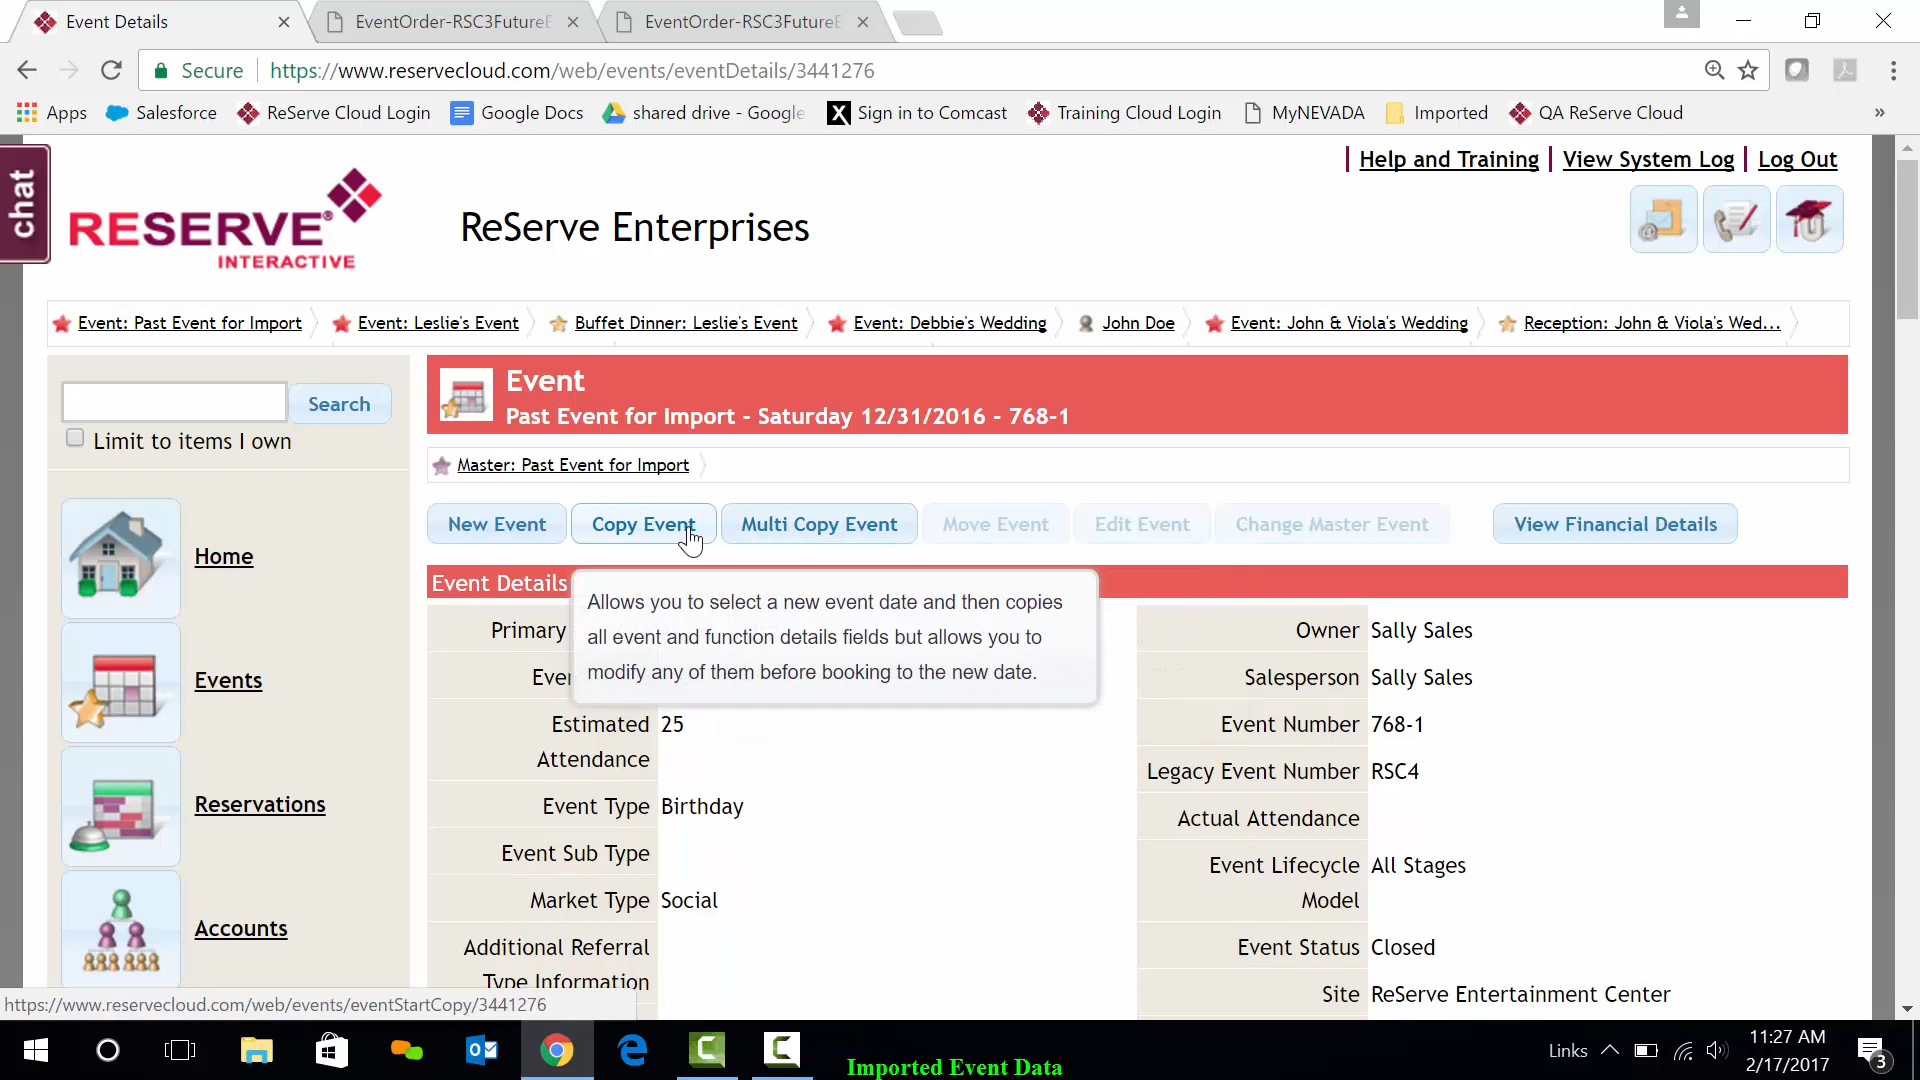 Event Details
EventOrder-RSC3FutureE
EventOrder-RSC3FutureE
Secure https://www.reservecloud.com/web/events/eventDetails/3441276
Apps Salesforce ReServe Cloud Login Google Docs shared drive - Google Sign in to Comcast Training Cloud Login MyNEVADA Imported QA ReServe Cloud »
chat
Help and Training View System Log Log Out
RESERVE®
INTERACTIVE
ReServe Enterprises
Event: Past Event for Import Event: Leslie's Event Buffet Dinner: Leslie's Event Event: Debbie's Wedding John Doe Event: John & Viola's Wedding Reception: John & Viola's Wed...
Search
Limit to items I own
Home
Events
Reservations
Accounts
Event
Past Event for Import - Saturday 12/31/2016 - 768-1
Master: Past Event for Import
New Event Copy Event Multi Copy Event Move Event Edit Event Change Master Event View Financial Details
Event Details
Allows you to select a new event date and then copies
all event and function details fields but allows you to
modify any of them before booking to the new date.
Primary
Estimated 25
Attendance
Event Type Birthday
Event Sub Type
Market Type Social
Additional Referral
Type Information
Owner Sally Sales
Salesperson Sally Sales
Event Number 768-1
Legacy Event Number RSC4
Actual Attendance
Event Lifecycle All Stages
Model
Event Status Closed
Site ReServe Entertainment Center
https://www.reservecloud.com/web/events/eventStartCopy/3441276
Imported Event Data
Links
11:27 AM
2/17/2017
3